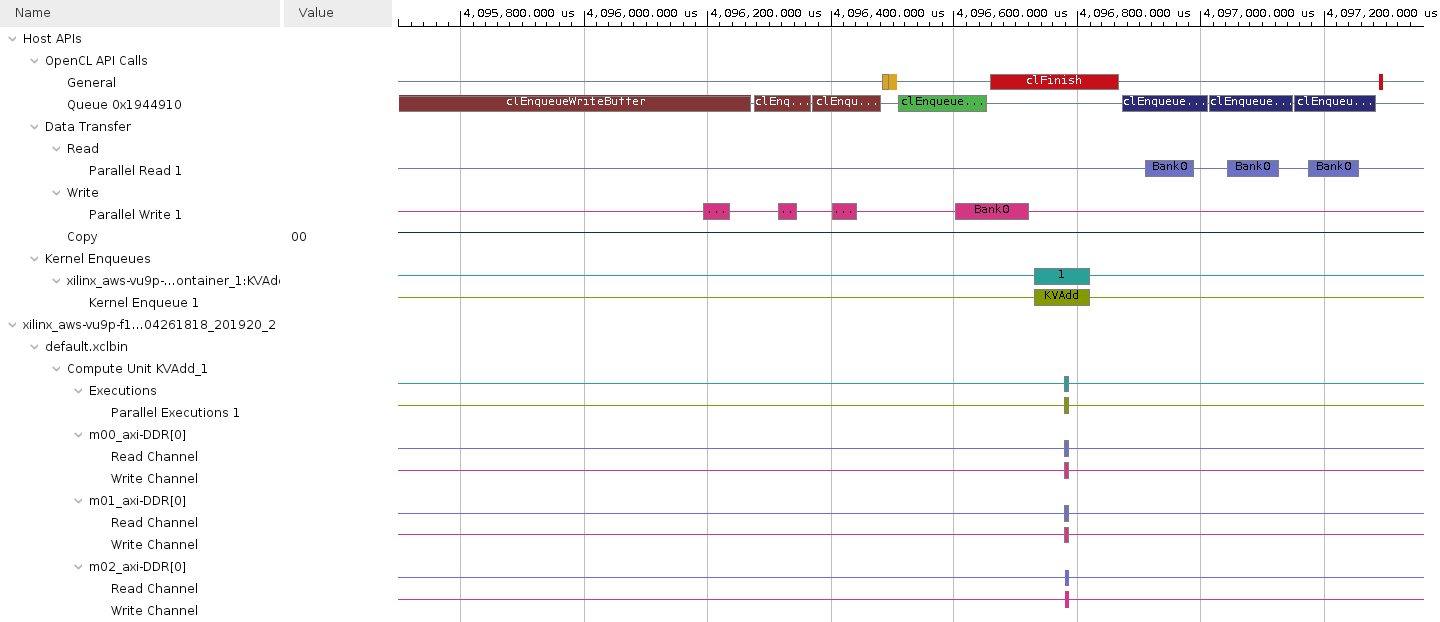 Name Value 4,095,800.000 us 4,096,000.000 us 4,096,200.000 us 4,096,400.000 us 4,096,600.000 us 4,096,800.000 us 4,097,000.000 us 4,097,200.000 us
Host APIs
OpenCL API Calls
General clFinish
Queue 0x1944910 clEnqueueWriteBuffer clEnq... clEnqu... clEnqueue... clEnqueue... clEnqueue... clEnqueu...
Data Transfer
Read
Parallel Read 1 Bank0 Bank0 Bank0
Write
Parallel Write 1 ... .. ... Bank0
Copy 00
Kernel Enqueues
xilinx_aws-vu9p-...ontainer_1:KVAd 1
Kernel Enqueue 1 KVAdd
xilinx_aws-vu9p-f1...04261818_201920_2
default.xclbin
Compute Unit KVAdd_1
Executions
Parallel Executions 1
m00_axi-DDR[0]
Read Channel
Write Channel
m01_axi-DDR[0]
Read Channel
Write Channel
m02_axi-DDR[0]
Read Channel
Write Channel